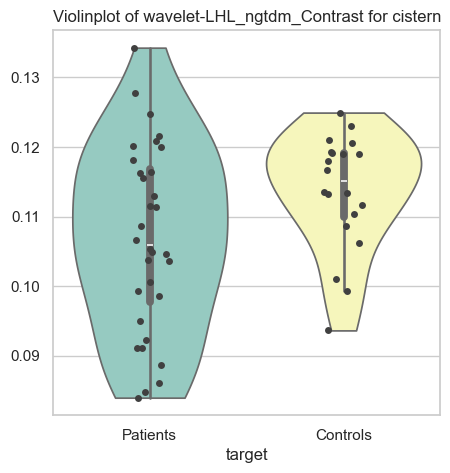 Violinplot of wavelet-LHL_ngtdm_Contrast for cistern
0.13
0.12
0.11
0.10
0.09
Patients Controls
target